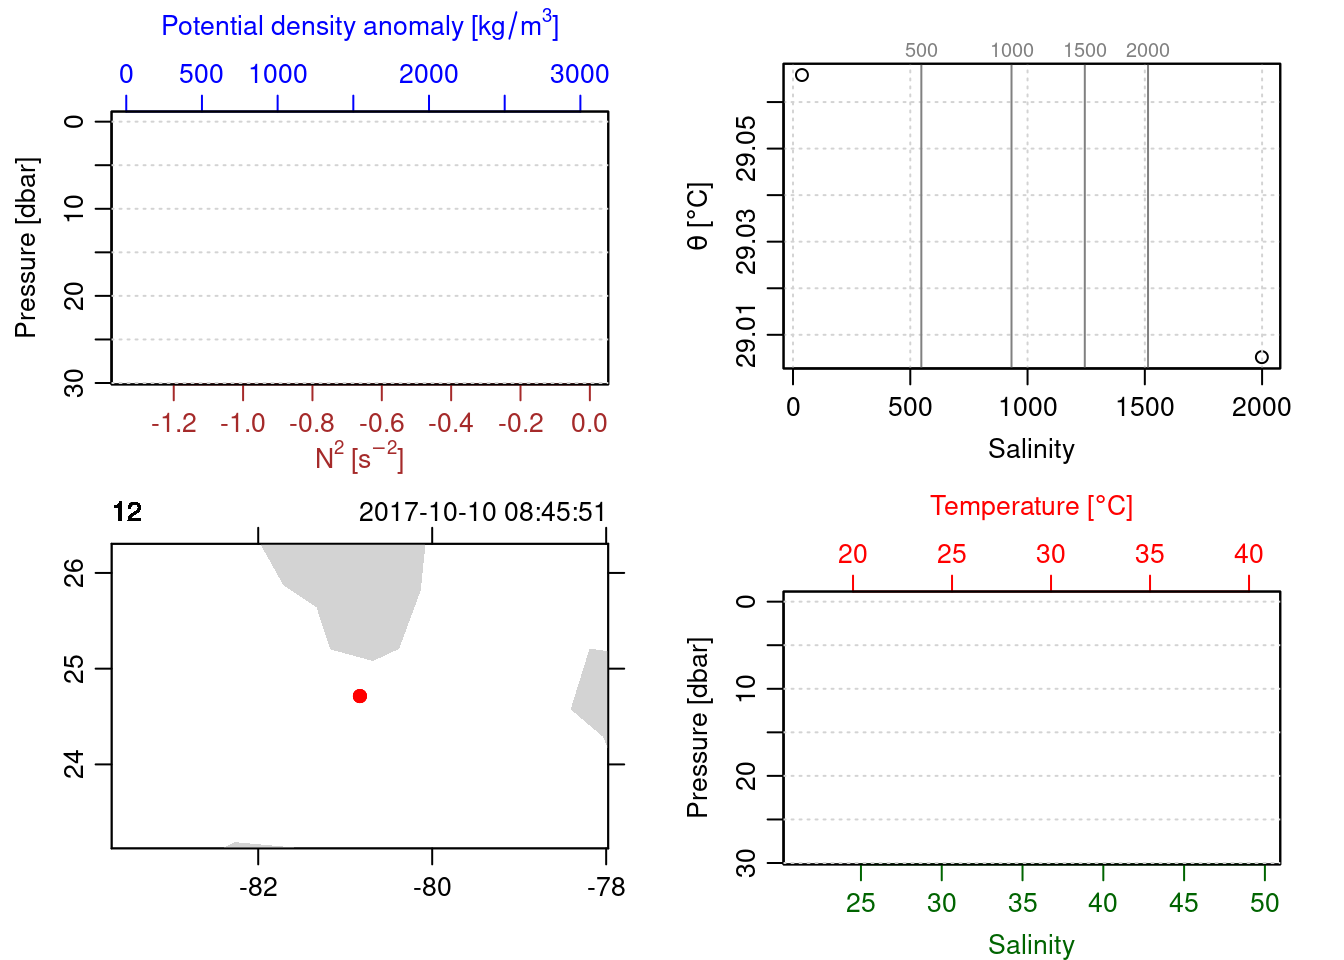 Potential density anomaly [kg/m³]
0 500 1000 2000 3000
Pressure [dbar]
0
10
20
30
-1.2 -1.0 -0.8 -0.6 -0.4 -0.2 0.0
N² [s⁻²]
500 1000 1500 2000
θ [°C]
29.05
29.03
29.01
0 500 1000 1500 2000
Salinity
12 2017-10-10 08:45:51
26
25
24
-82 -80 -78
Temperature [°C]
20 25 30 35 40
Pressure [dbar]
0
10
20
30
25 30 35 40 45 50
Salinity